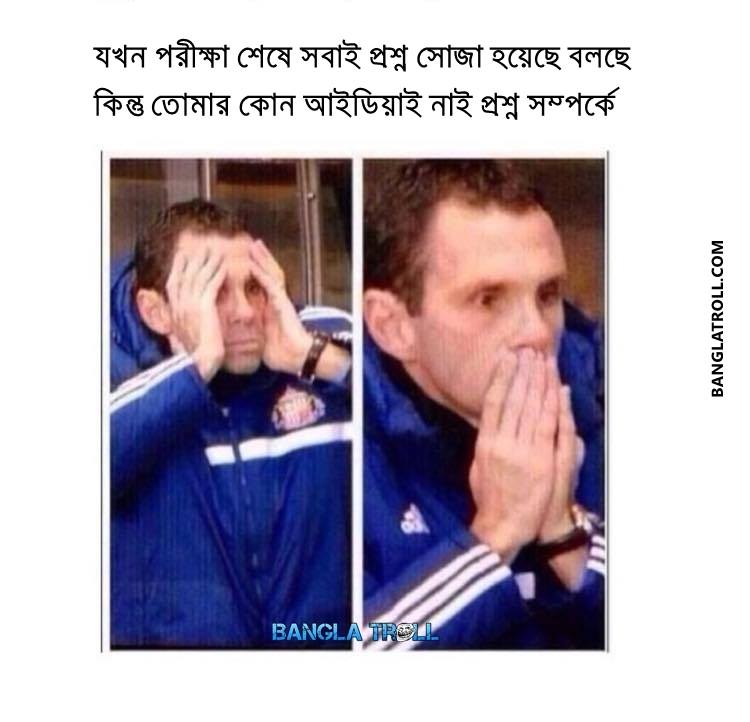 যখন পরীক্ষা শেষে সবাই প্রশ্ন সোজা হয়েছে বলছে
কিন্তু তোমার কোন আইডিয়াই নাই প্রশ্ন সম্পর্কে
BANGLATROLL.COM
BANGLA TROLL